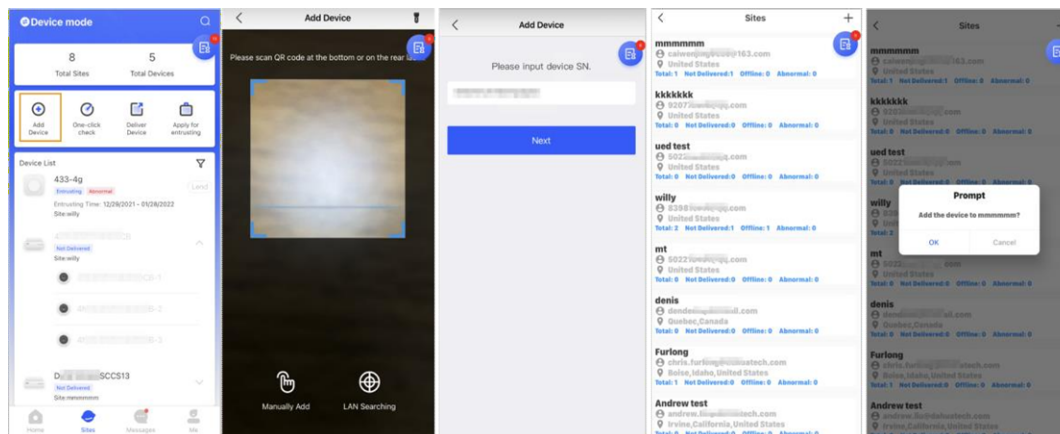 Device mode
8
5
Total Sites
Total Devices
Add Device
One-click check
Deliver Device
Apply for entrusting
Device List
433-4g
Entrusting
Abnormal
Land
Entrusting Time: 12/29/2021 - 01/28/2022
Site:willy
Not Delivered
Site:willy
SCCS13
Not Delivered
Site:mmmmmm
Home
Sites
Messages
Me
Add Device
Please scan QR code at the bottom or on the rear
Manually Add
LAN Searching
Add Device
Please input device SN.
Next
Sites
mmmmmm
@163.com
United States
Total: 1 Not Delivered:1 Offline: 0 Abnormal: 0
kkkkkkk
United States
Total: 0 Not Delivered:0 Offline: 0 Abnormal: 0
ued test
United States
Total: 0 Not Delivered:0 Offline: 0 Abnormal: 0
willy
United States
Total: 2 Not Delivered:1 Offline: 1 Abnormal: 0
mt
United States
Total: 0 Not Delivered:0 Offline: 0 Abnormal: 0
denis
Quebec,Canada
Total: 0 Not Delivered:0 Offline: 0 Abnormal: 0
Furlong
Boise,Idaho,United States
Total: 1 Not Delivered:1 Offline: 0 Abnormal: 0
Andrew test
Irvine,California,United States
Sites
mmmmmm
United States
Total: 1 Not Delivered:1 Offline: 0 Abnormal: 0
kkkkkkk
United States
Total: 0 Not Delivered:0 Offline: 0 Abnormal: 0
ued test
United States
willy
Total: 2
Prompt
Add the device to mmmmmm?
OK
Cancel
mt
United States
Total: 0 Not Delivered:0 Offline: 0 Abnormal: 0
denis
Quebec,Canada
Total: 0 Not Delivered:0 Offline: 0 Abnormal: 0
Furlong
Boise,Idaho,United States
Total: 1 Not Delivered:1 Offline: 0 Abnormal: 0
Andrew test
Irvine,California,United States